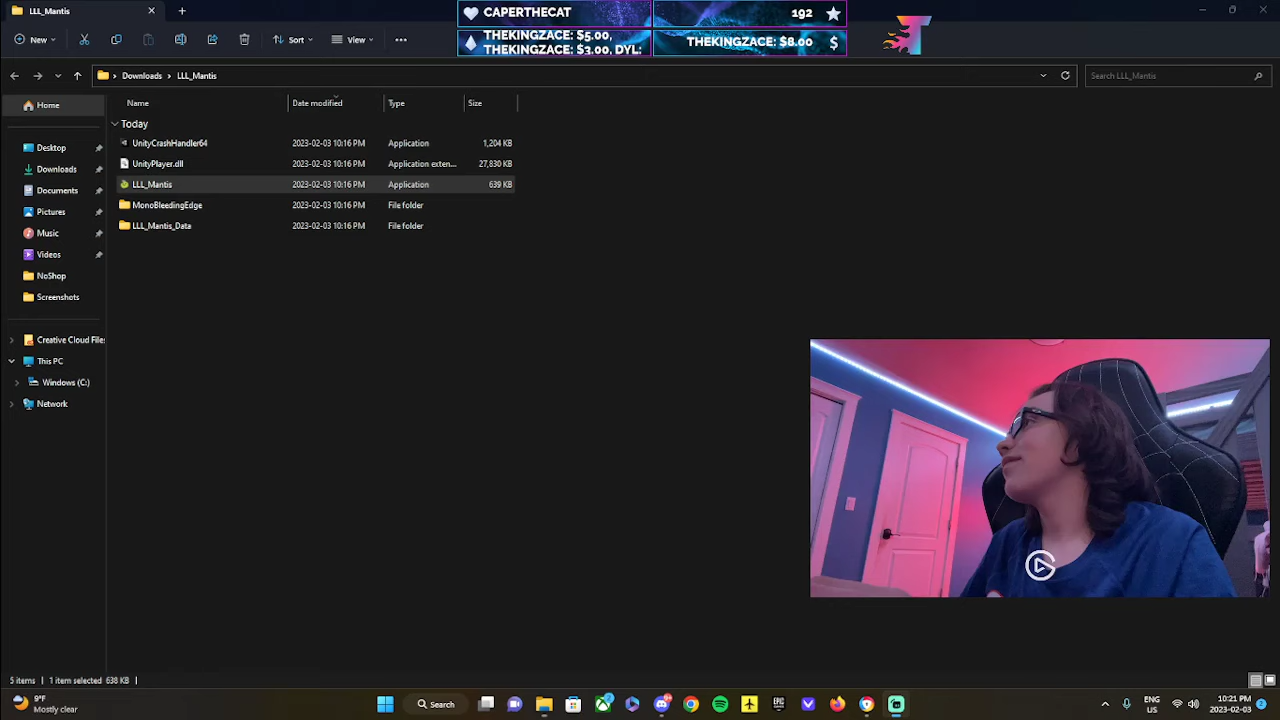 LLL_Mantis
CAPERTHECAT
192
THEKINGZACE: $5.00,
THEKINGZACE: $3.00, DYL:
THEKINGZACE: $8.00
$
New
Sort
View
Downloads
LLL_Mantis
Search LLL_Mantis
Home
Desktop
Downloads
Documents
Pictures
Music
Videos
NoShop
Screenshots
Creative Cloud Files
This PC
Windows (C:)
Network
Name Date modified Type Size
Today
UnityCrashHandler64 2023-02-03 10:16 PM Application 1,204 KB
UnityPlayer.dll 2023-02-03 10:16 PM Application exten... 27,830 KB
LLL_Mantis 2023-02-03 10:16 PM Application 639 KB
MonoBleedingEdge 2023-02-03 10:16 PM File folder
LLL_Mantis_Data 2023-02-03 10:16 PM File folder
5 items 1 item selected 638 KB
9°F
Mostly clear
Search
EPIC
ENG
US
10:21 PM
2023-02-03